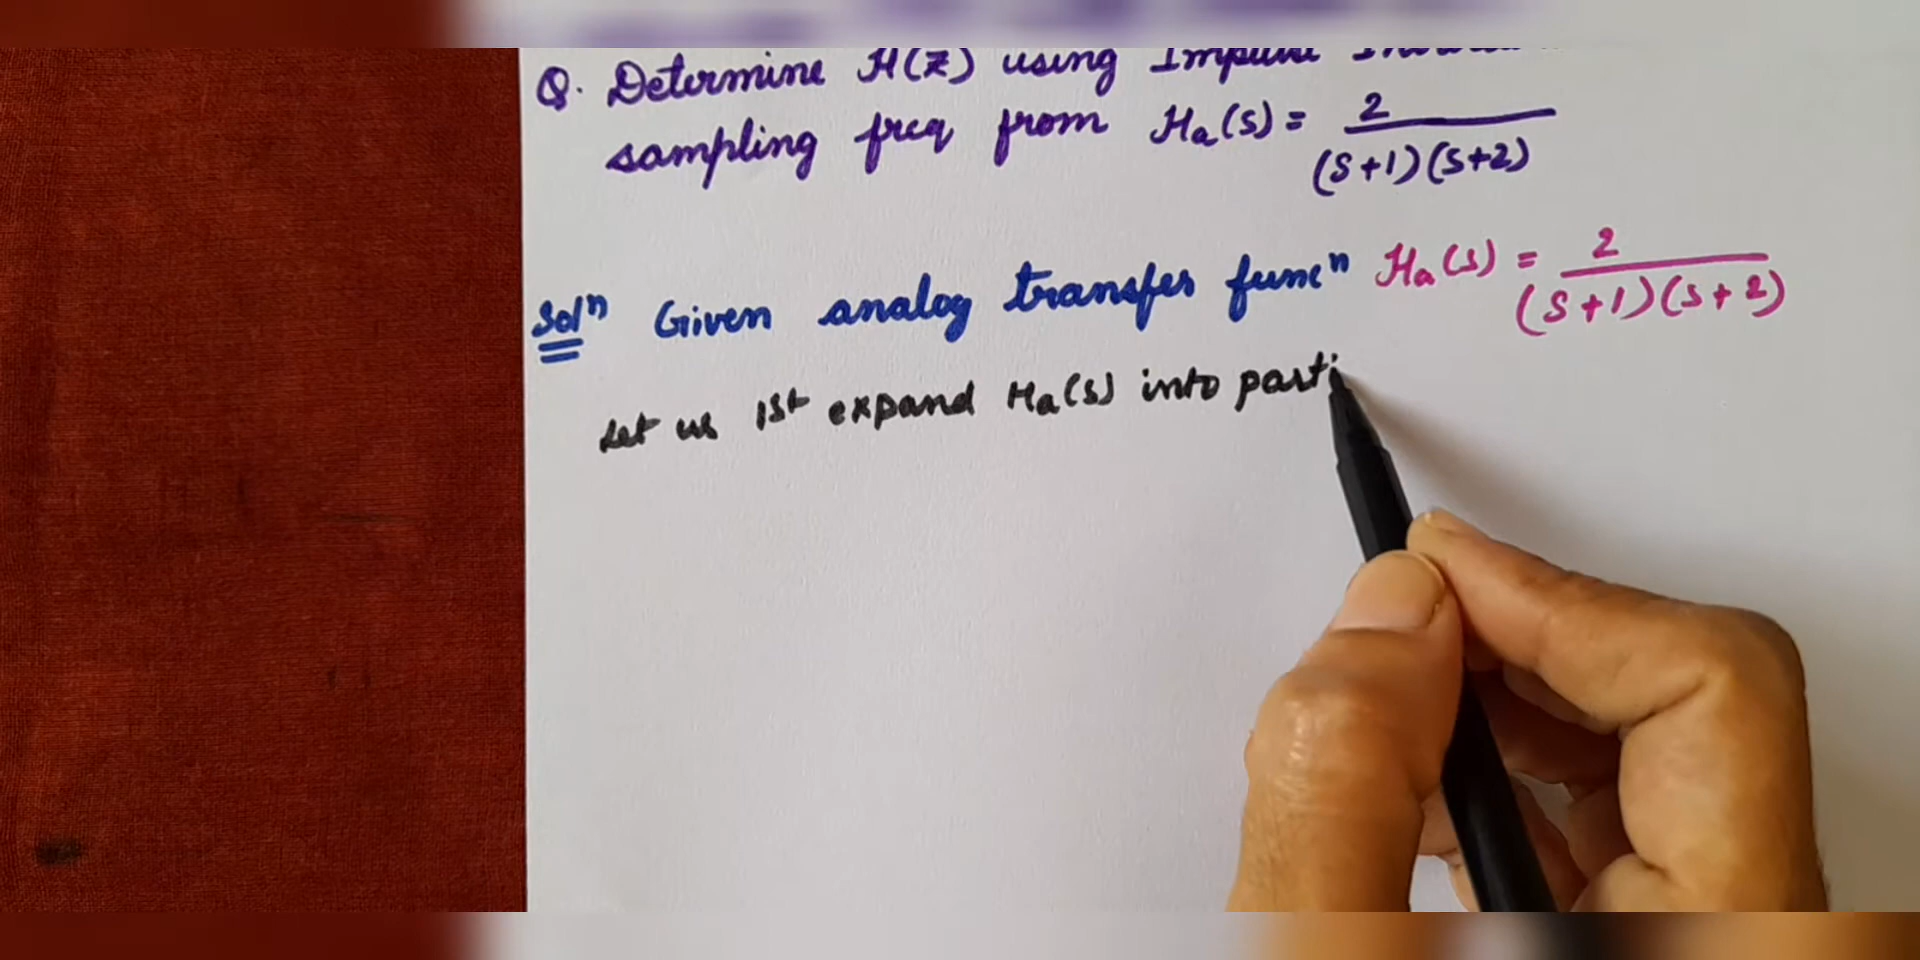 Q. Determine H(z) using Impulse
sampling freq from Ha(s) = 2 / (s+1)(s+2)
Solⁿ Given analog transfer funcⁿ Ha(s) = 2 / (s+1)(s+2)
Let us 1st expand Ha(s) into parti